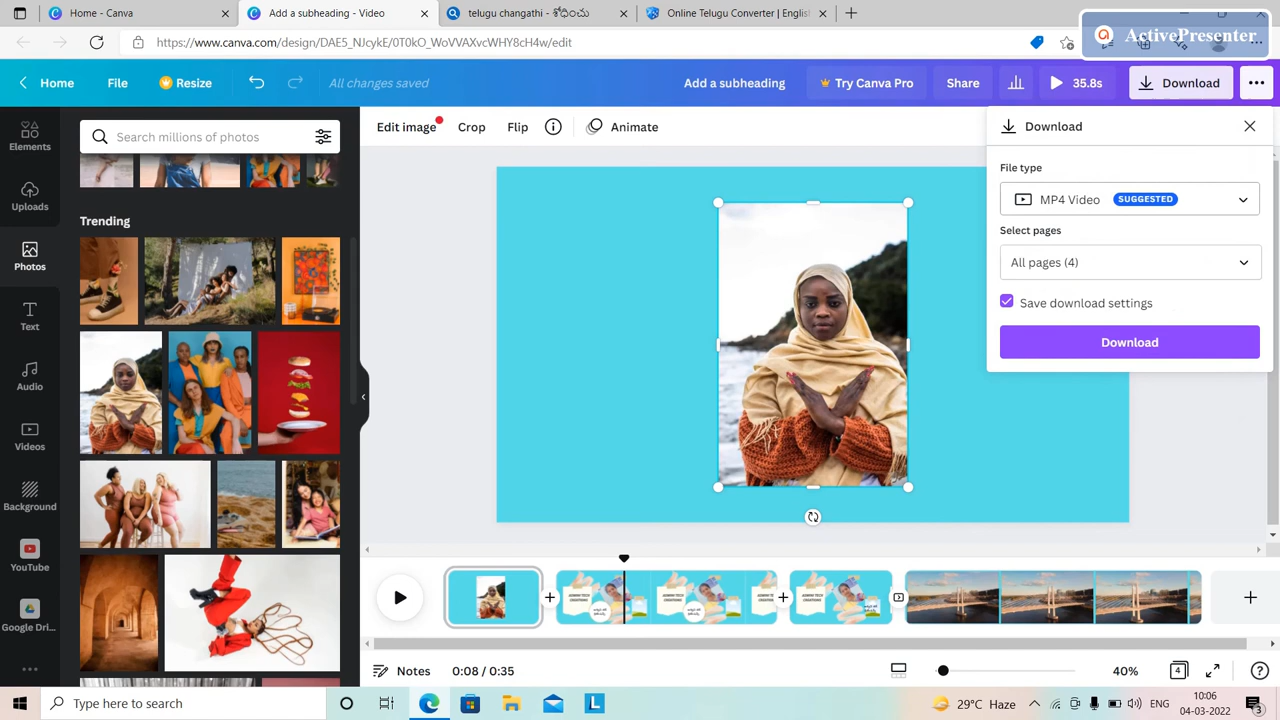 Home - Canva
Add a subheading - Video
telugu changathi - శోధించు
Online Telugu Converter | Englis
https://www.canva.com/design/DAE5_NJcykE/0T0kO_WoVVAXvcWHY8cH4w/edit
ActivePresenter
Home
File
Resize
All changes saved
Add a subheading
Try Canva Pro
Share
35.8s
Download
Elements
Uploads
Photos
Text
Audio
Videos
Background
YouTube
Google Dri...
Search millions of photos
Trending
Edit image
Crop
Flip
Animate
Download
File type
MP4 Video SUGGESTED
Select pages
All pages (4)
Save download settings
Download
Notes
0:08 / 0:35
40%
4
Type here to search
29°C Haze
ENG
10:06
04-03-2022
3